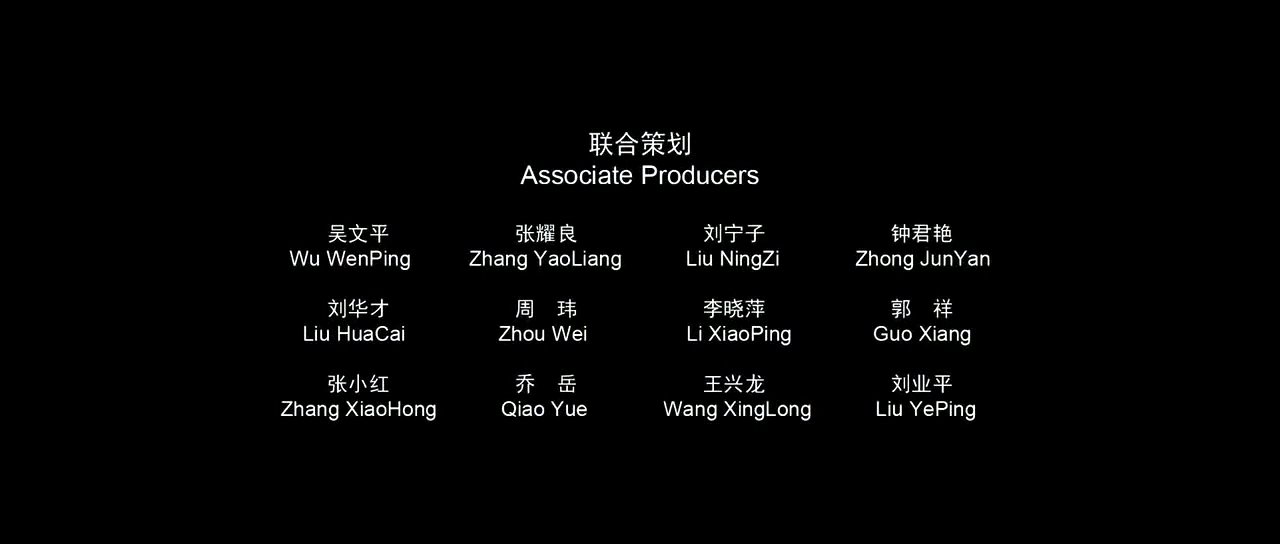 联合策划
Associate Producers
吴文平 张耀良 刘宁子 钟君艳
Wu WenPing Zhang YaoLiang Liu NingZi Zhong JunYan
刘华才 周　玮 李晓萍 郭　祥
Liu HuaCai Zhou Wei Li XiaoPing Guo Xiang
张小红 乔　岳 王兴龙 刘业平
Zhang XiaoHong Qiao Yue Wang XingLong Liu YePing